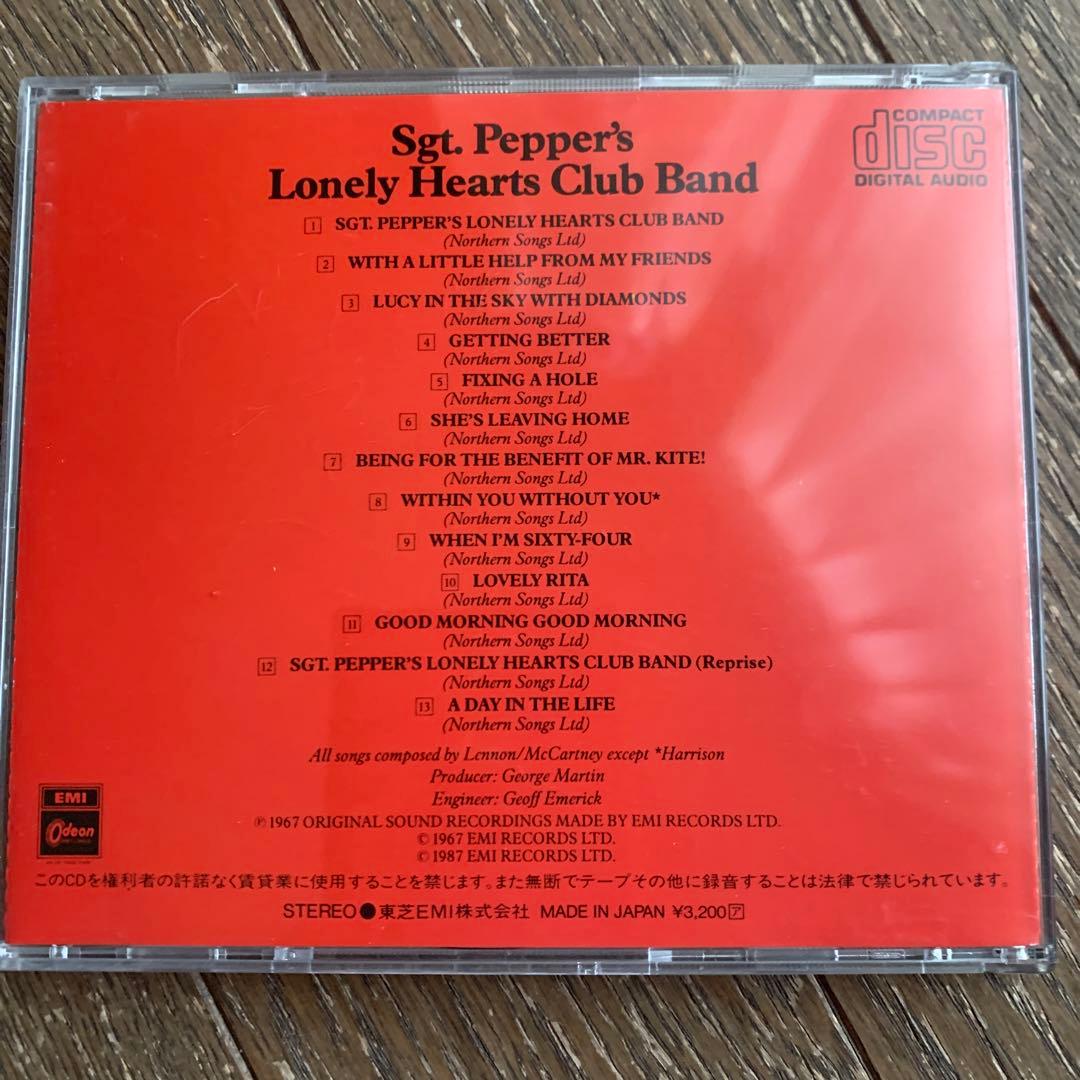 Sgt. Pepper's
Lonely Hearts Club Band
COMPACT
disc
DIGITAL AUDIO
1 SGT. PEPPER'S LONELY HEARTS CLUB BAND
(Northern Songs Ltd)
2 WITH A LITTLE HELP FROM MY FRIENDS
(Northern Songs Ltd)
3 LUCY IN THE SKY WITH DIAMONDS
(Northern Songs Ltd)
4 GETTING BETTER
(Northern Songs Ltd)
5 FIXING A HOLE
(Northern Songs Ltd)
6 SHE'S LEAVING HOME
(Northern Songs Ltd)
7 BEING FOR THE BENEFIT OF MR. KITE!
(Northern Songs Ltd)
8 WITHIN YOU WITHOUT YOU*
(Northern Songs Ltd)
9 WHEN I'M SIXTY-FOUR
(Northern Songs Ltd)
10 LOVELY RITA
(Northern Songs Ltd)
11 GOOD MORNING GOOD MORNING
(Northern Songs Ltd)
12 SGT. PEPPER'S LONELY HEARTS CLUB BAND (Reprise)
(Northern Songs Ltd)
13 A DAY IN THE LIFE
(Northern Songs Ltd)
All songs composed by Lennon/McCartney except *Harrison
Producer: George Martin
Engineer: Geoff Emerick
℗ 1967 ORIGINAL SOUND RECORDINGS MADE BY EMI RECORDS LTD.
© 1967 EMI RECORDS LTD.
© 1987 EMI RECORDS LTD.
EMI
Odeon
このCDを権利者の許諾なく賃貸業に使用することを禁じます。また無断でテープその他に録音することは法律で禁じられています。
STEREO●東芝EMI株式会社 MADE IN JAPAN ¥3,200ア